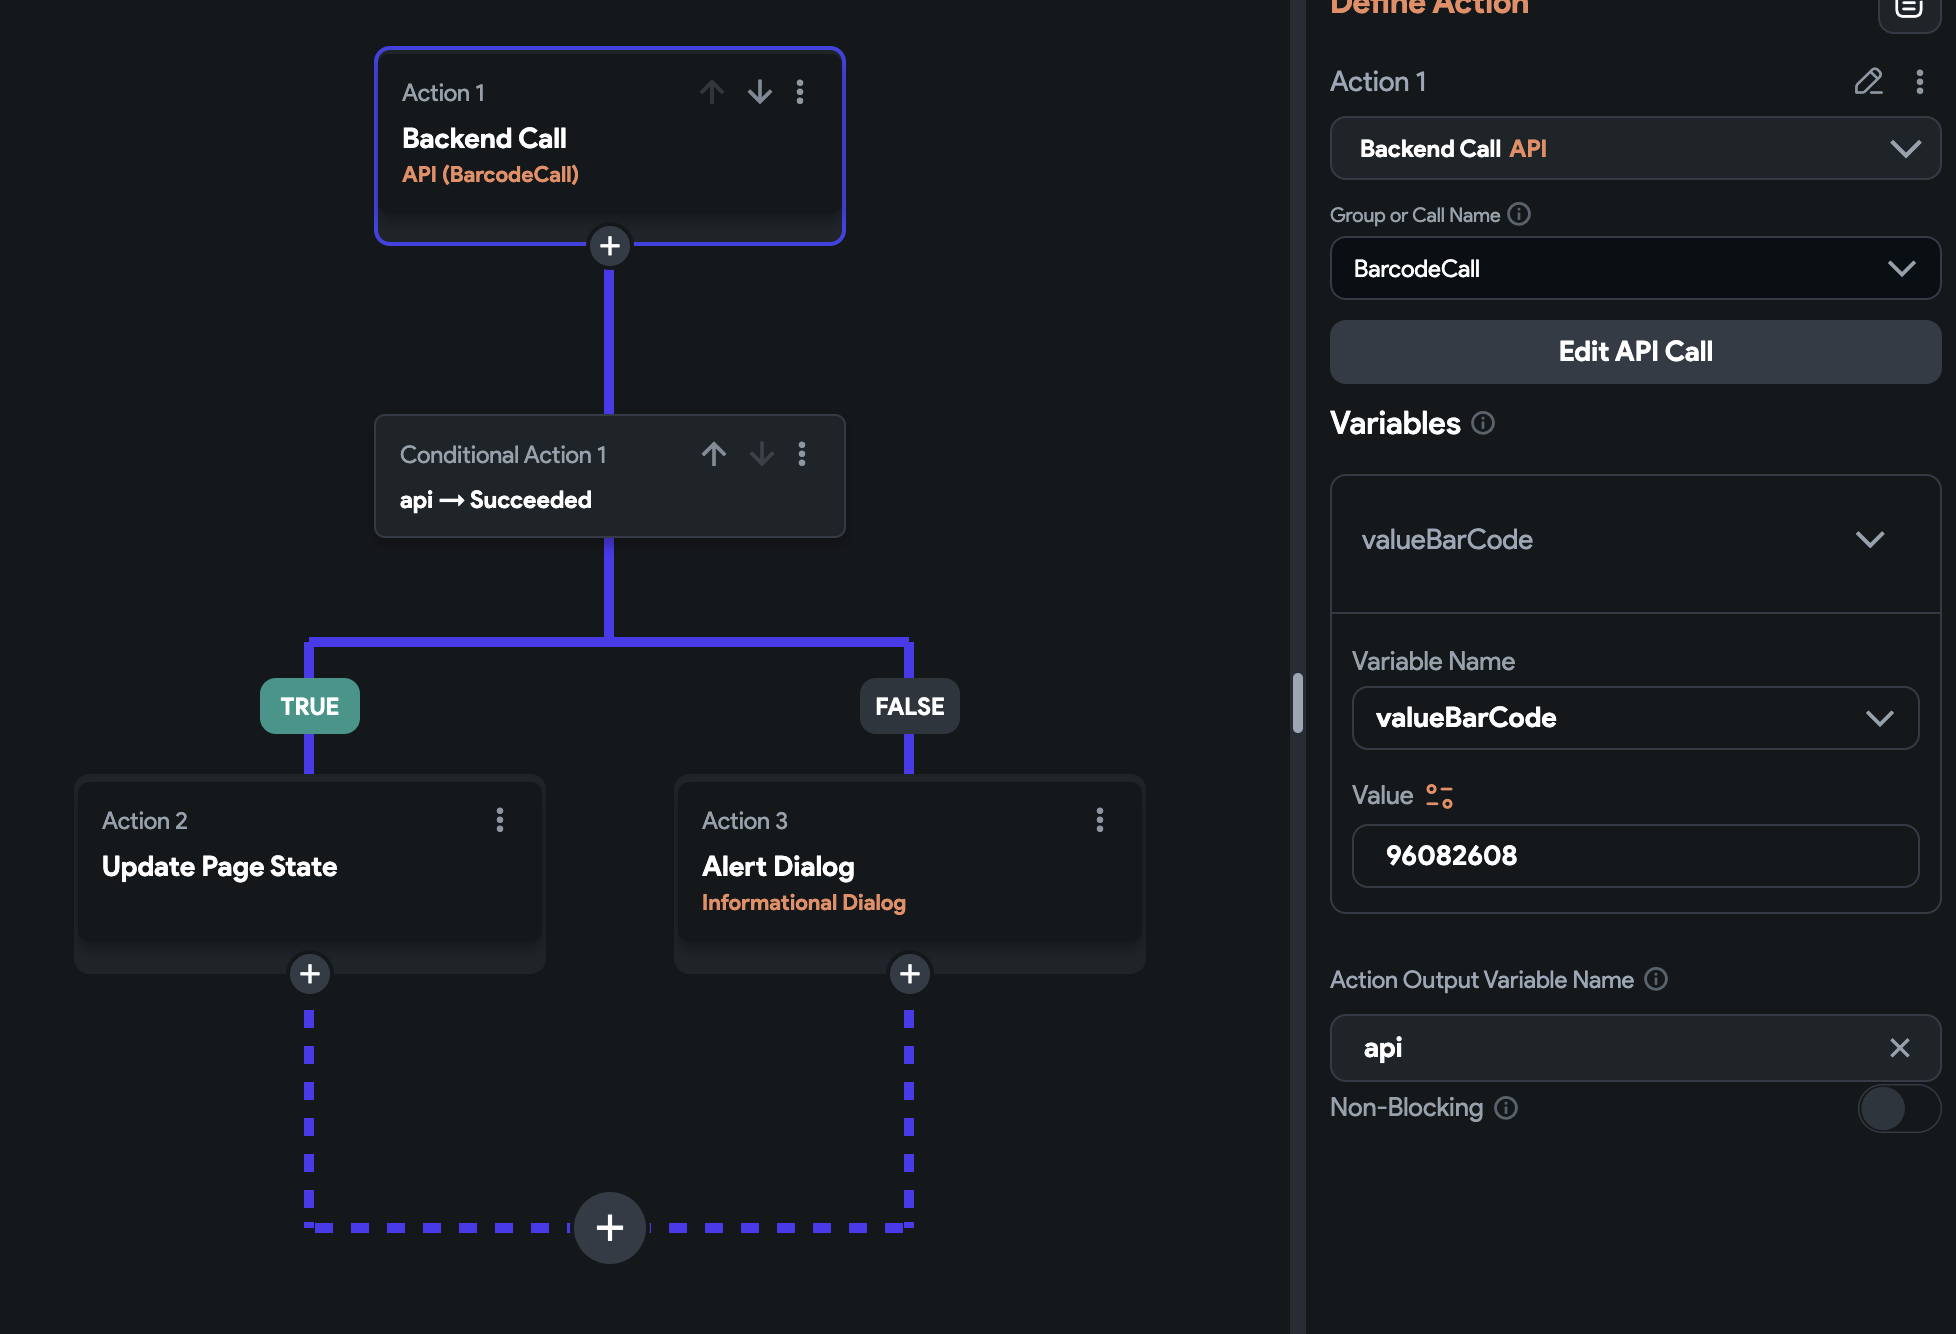 Action 1
Backend Call
API (BarcodeCall)
Conditional Action 1
api → Succeeded
TRUE
FALSE
Action 2
Update Page State
Action 3
Alert Dialog
Informational Dialog
Define Action
Action 1
Backend Call API
Group or Call Name
BarcodeCall
Edit API Call
Variables
valueBarCode
Variable Name
valueBarCode
Value
96082608
Action Output Variable Name
api
Non-Blocking